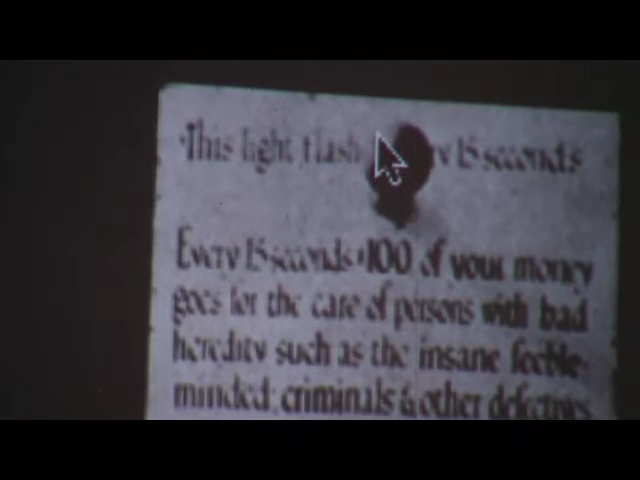 This light flash y 15 seconds
Every 15 seconds $100 of your money
goes for the care of persons with bad
heredity such as the insane feeble-
minded, criminals & other defectives